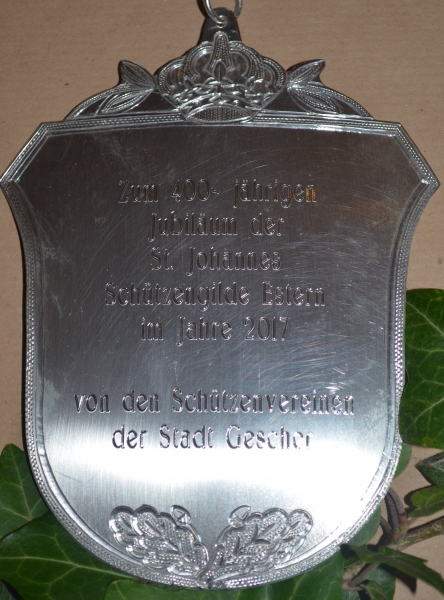 Zum 400- jährigen
Jubiläum der
St. Johannes
Schützengilde Estern
im Jahre 2017
von den Schützenvereinen
der Stadt Gescher